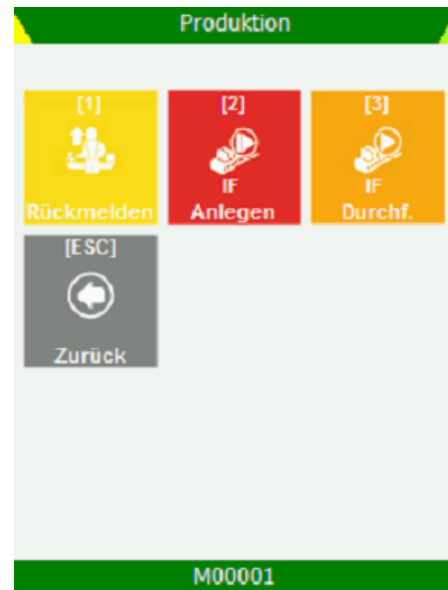 Produktion
[1]
Rückmelden
[2]
IF
Anlegen
[3]
IF
Durchf.
[ESC]
Zurück
M00001